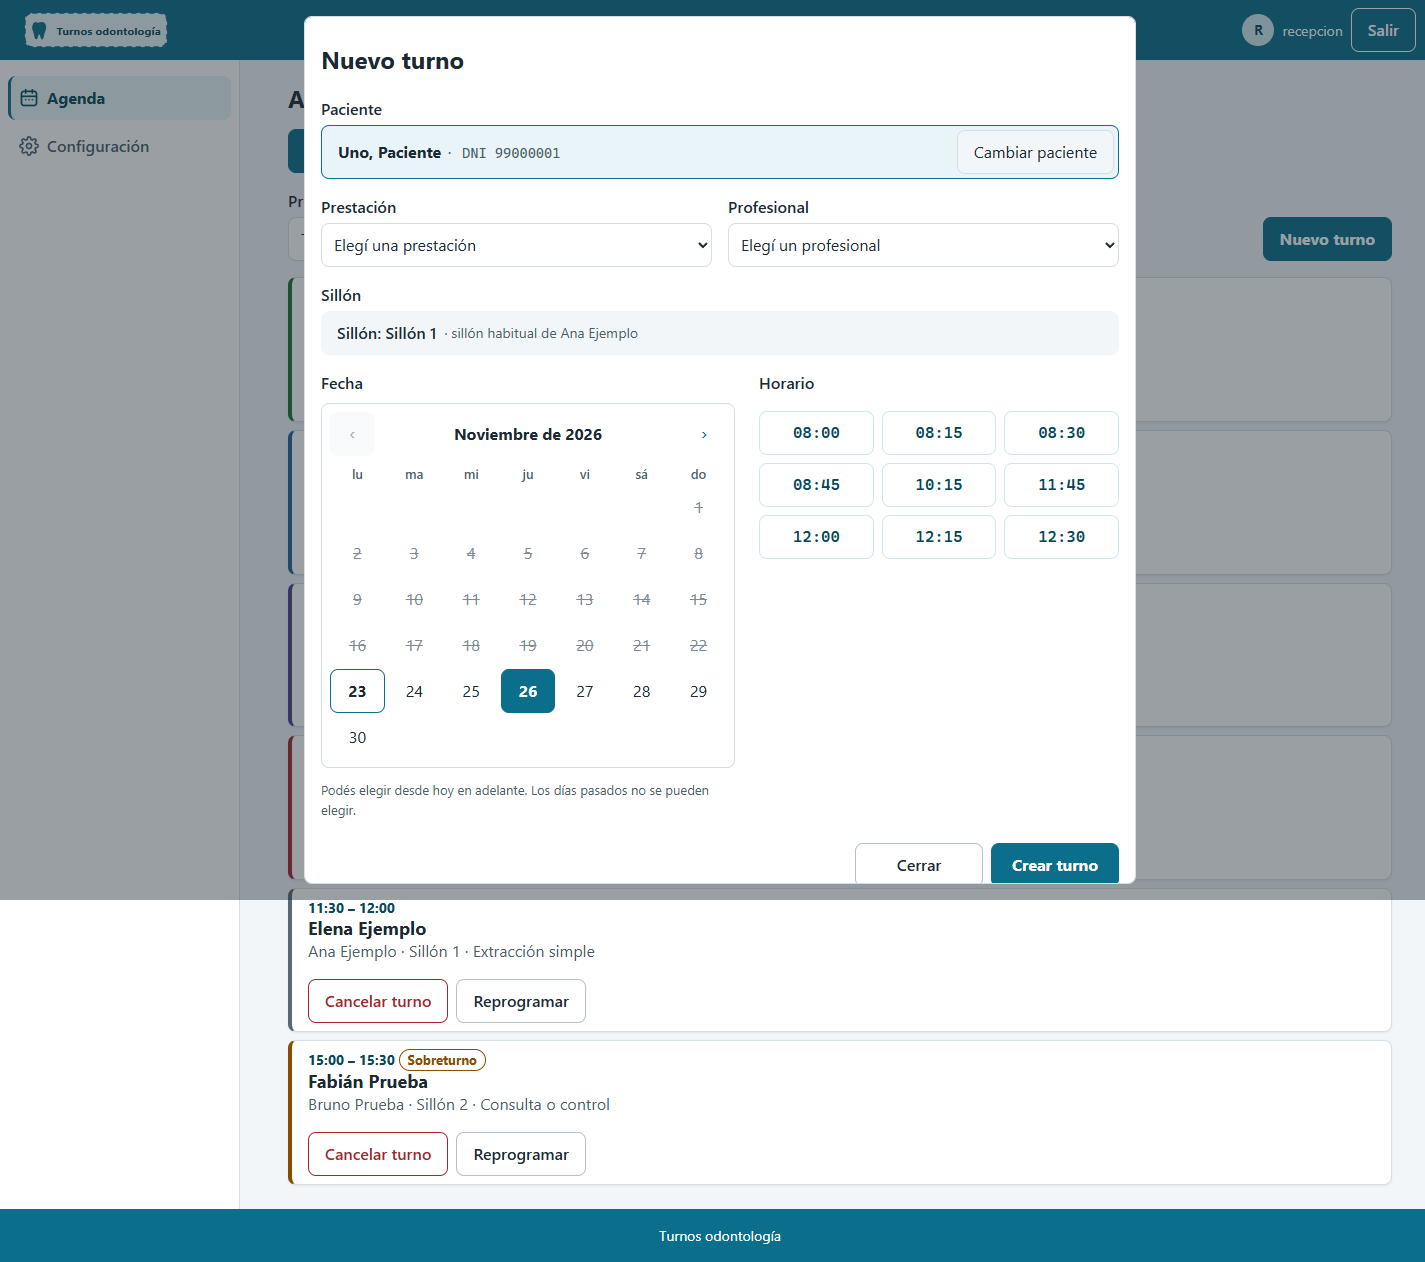 Turnos odontología
R recepcion Salir
Agenda
Configuración
Nuevo turno
Nuevo turno
Paciente
Uno, Paciente · DNI 99000001 Cambiar paciente
Prestación Profesional
Elegí una prestación Elegí un profesional
Sillón
Sillón: Sillón 1 · sillón habitual de Ana Ejemplo
Fecha Horario
‹ Noviembre de 2026 ›
lu ma mi ju vi sá do
1
2 3 4 5 6 7 8
9 10 11 12 13 14 15
16 17 18 19 20 21 22
23 24 25 26 27 28 29
30
08:00 08:15 08:30
08:45 10:15 11:45
12:00 12:15 12:30
Podés elegir desde hoy en adelante. Los días pasados no se pueden
elegir.
Cerrar Crear turno
11:30 – 12:00
Elena Ejemplo
Ana Ejemplo · Sillón 1 · Extracción simple
Cancelar turno Reprogramar
15:00 – 15:30 Sobreturno
Fabián Prueba
Bruno Prueba · Sillón 2 · Consulta o control
Cancelar turno Reprogramar
Turnos odontología